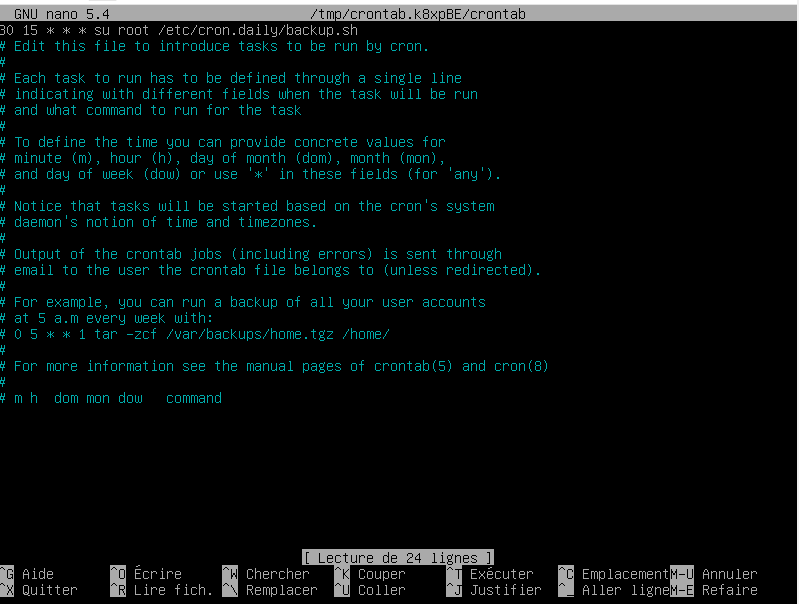 GNU nano 5.4 /tmp/crontab.k8xpBE/crontab
30 15 * * * su root /etc/cron.daily/backup.sh
# Edit this file to introduce tasks to be run by cron.
#
# Each task to run has to be defined through a single line
# indicating with different fields when the task will be run
# and what command to run for the task
#
# To define the time you can provide concrete values for
# minute (m), hour (h), day of month (dom), month (mon),
# and day of week (dow) or use '*' in these fields (for 'any').
#
# Notice that tasks will be started based on the cron's system
# daemon's notion of time and timezones.
#
# Output of the crontab jobs (including errors) is sent through
# email to the user the crontab file belongs to (unless redirected).
#
# For example, you can run a backup of all your user accounts
# at 5 a.m every week with:
# 0 5 * * 1 tar -zcf /var/backups/home.tgz /home/
#
# For more information see the manual pages of crontab(5) and cron(8)
#
# m h  dom mon dow   command
[ Lecture de 24 lignes ]
^G Aide ^O Écrire ^W Chercher ^K Couper ^T Exécuter ^C Emplacement M-U Annuler
^X Quitter ^R Lire fich. ^\ Remplacer ^U Coller ^J Justifier ^_ Aller ligne M-E Refaire